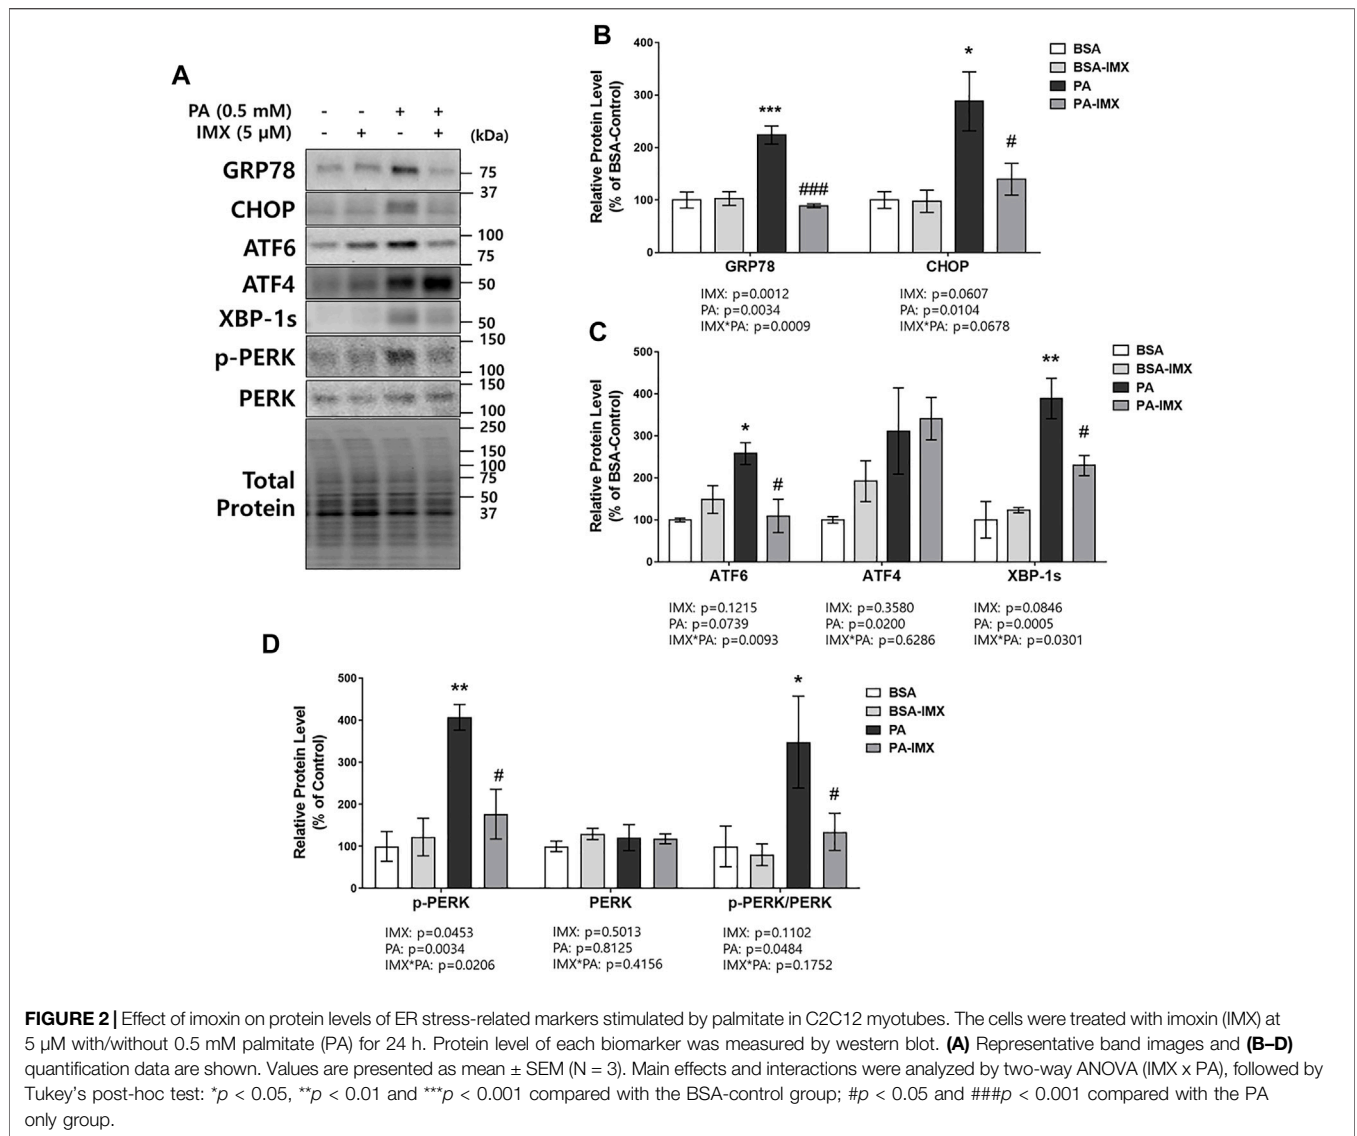 A
PA (0.5 mM) - - + +
IMX (5 µM) - + - + (kDa)
GRP78 75
37
CHOP
ATF6 100
75
ATF4 50
XBP-1s 50
p-PERK 150
100
PERK 150
100
Total
Protein
250
150
100
75
50
37
B
Relative Protein Level
(% of BSA-Control)
400
300
200
100
0
***
###
*
#
GRP78 CHOP
BSA
BSA-IMX
PA
PA-IMX
IMX: p=0.0012
PA: p=0.0034
IMX*PA: p=0.0009
IMX: p=0.0607
PA: p=0.0104
IMX*PA: p=0.0678
C
Relative Protein Level
(% of BSA-Control)
500
400
300
200
100
0
*
#
**
#
ATF6 ATF4 XBP-1s
BSA
BSA-IMX
PA
PA-IMX
IMX: p=0.1215
PA: p=0.0739
IMX*PA: p=0.0093
IMX: p=0.3580
PA: p=0.0200
IMX*PA: p=0.6286
IMX: p=0.0846
PA: p=0.0005
IMX*PA: p=0.0301
D
Relative Protein Level
(% of Control)
500
400
300
200
100
0
**
#
*
#
p-PERK PERK p-PERK/PERK
BSA
BSA-IMX
PA
PA-IMX
IMX: p=0.0453
PA: p=0.0034
IMX*PA: p=0.0206
IMX: p=0.5013
PA: p=0.8125
IMX*PA: p=0.4156
IMX: p=0.1102
PA: p=0.0484
IMX*PA: p=0.1752
FIGURE 2 | Effect of imoxin on protein levels of ER stress-related markers stimulated by palmitate in C2C12 myotubes. The cells were treated with imoxin (IMX) at
5 µM with/without 0.5 mM palmitate (PA) for 24 h. Protein level of each biomarker was measured by western blot. (A) Representative band images and (B–D)
quantification data are shown. Values are presented as mean ± SEM (N = 3). Main effects and interactions were analyzed by two-way ANOVA (IMX x PA), followed by
Tukey's post-hoc test: *p < 0.05, **p < 0.01 and ***p < 0.001 compared with the BSA-control group; #p < 0.05 and ###p < 0.001 compared with the PA
only group.